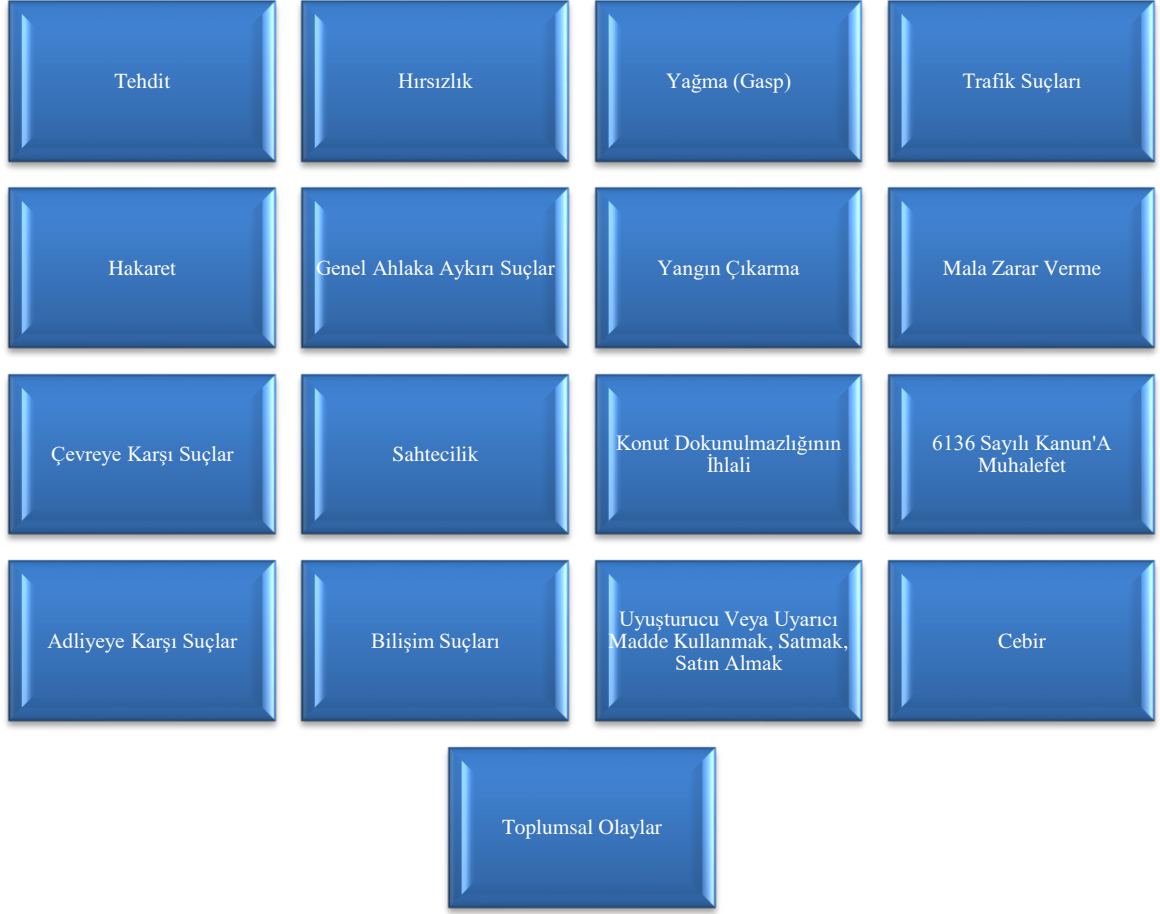 Tehdit
Hırsızlık
Yağma (Gasp)
Trafik Suçları
Hakaret
Genel Ahlaka Aykırı Suçlar
Yangın Çıkarma
Mala Zarar Verme
Çevreye Karşı Suçlar
Sahtecilik
Konut Dokunulmazlığının
İhlali
6136 Sayılı Kanun'A
Muhalefet
Adliyeye Karşı Suçlar
Bilişim Suçları
Uyuşturucu Veya Uyarıcı
Madde Kullanmak, Satmak,
Satın Almak
Cebir
Toplumsal Olaylar